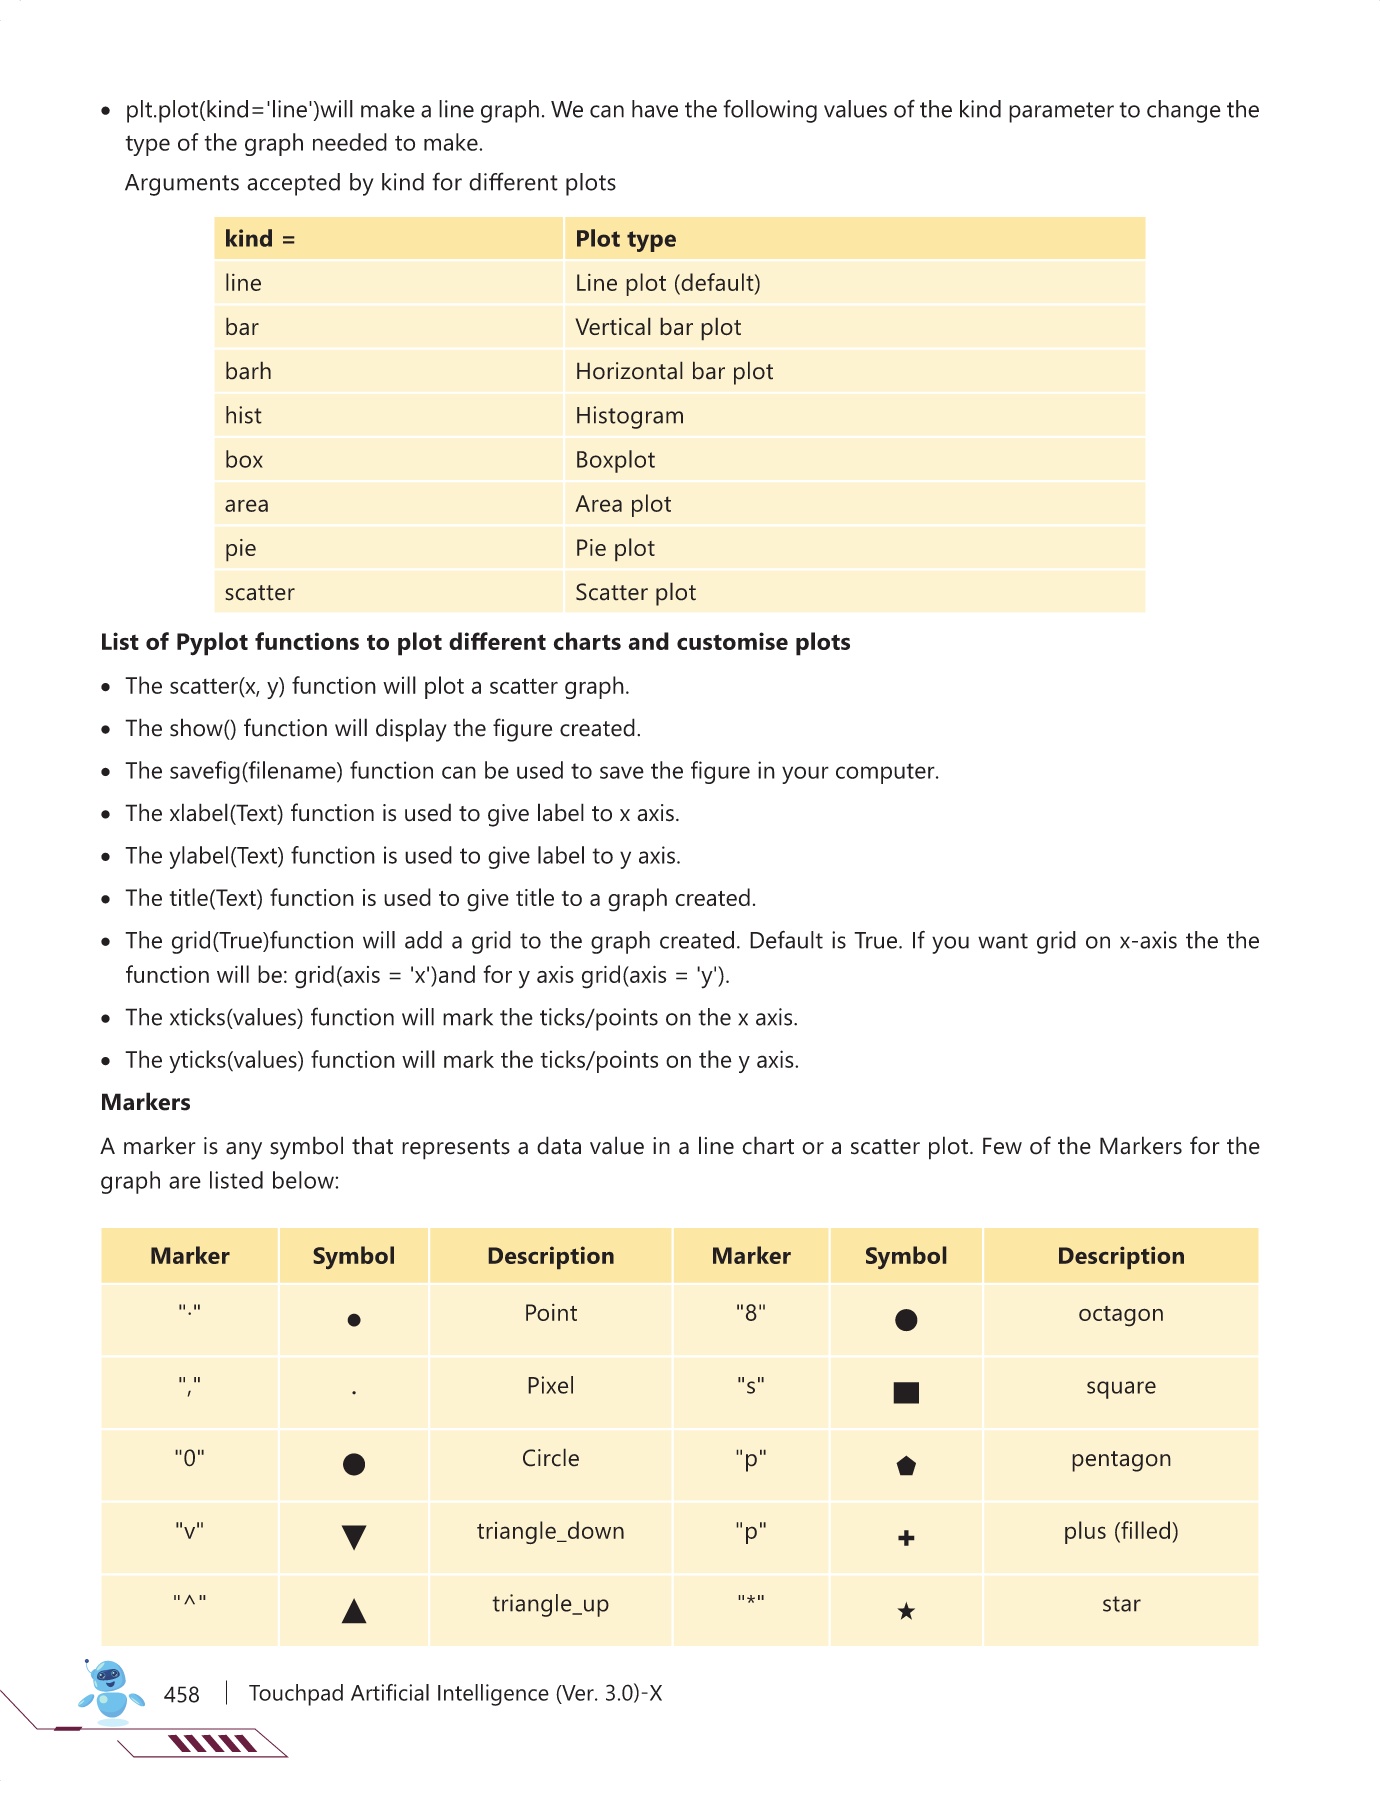 • plt.plot(kind='line')will make a line graph. We can have the following values of the kind parameter to change the
type of the graph needed to make.
Arguments accepted by kind for different plots
kind = Plot type
line Line plot (default)
bar Vertical bar plot
barh Horizontal bar plot
hist Histogram
box Boxplot
area Area plot
pie Pie plot
scatter Scatter plot
List of Pyplot functions to plot different charts and customise plots
• The scatter(x, y) function will plot a scatter graph.
• The show() function will display the figure created.
• The savefig(filename) function can be used to save the figure in your computer.
• The xlabel(Text) function is used to give label to x axis.
• The ylabel(Text) function is used to give label to y axis.
• The title(Text) function is used to give title to a graph created.
• The grid(True)function will add a grid to the graph created. Default is True. If you want grid on x-axis the the
function will be: grid(axis = 'x')and for y axis grid(axis = 'y').
• The xticks(values) function will mark the ticks/points on the x axis.
• The yticks(values) function will mark the ticks/points on the y axis.
Markers
A marker is any symbol that represents a data value in a line chart or a scatter plot. Few of the Markers for the
graph are listed below:
Marker Symbol Description Marker Symbol Description
"·" ● Point "8" ● octagon
"," . Pixel "s" ■ square
"0" ● Circle "p" ⬟ pentagon
"v" ▼ triangle_down "p" ✚ plus (filled)
"^" ▲ triangle_up "*" ★ star
458 | Touchpad Artificial Intelligence (Ver. 3.0)-X